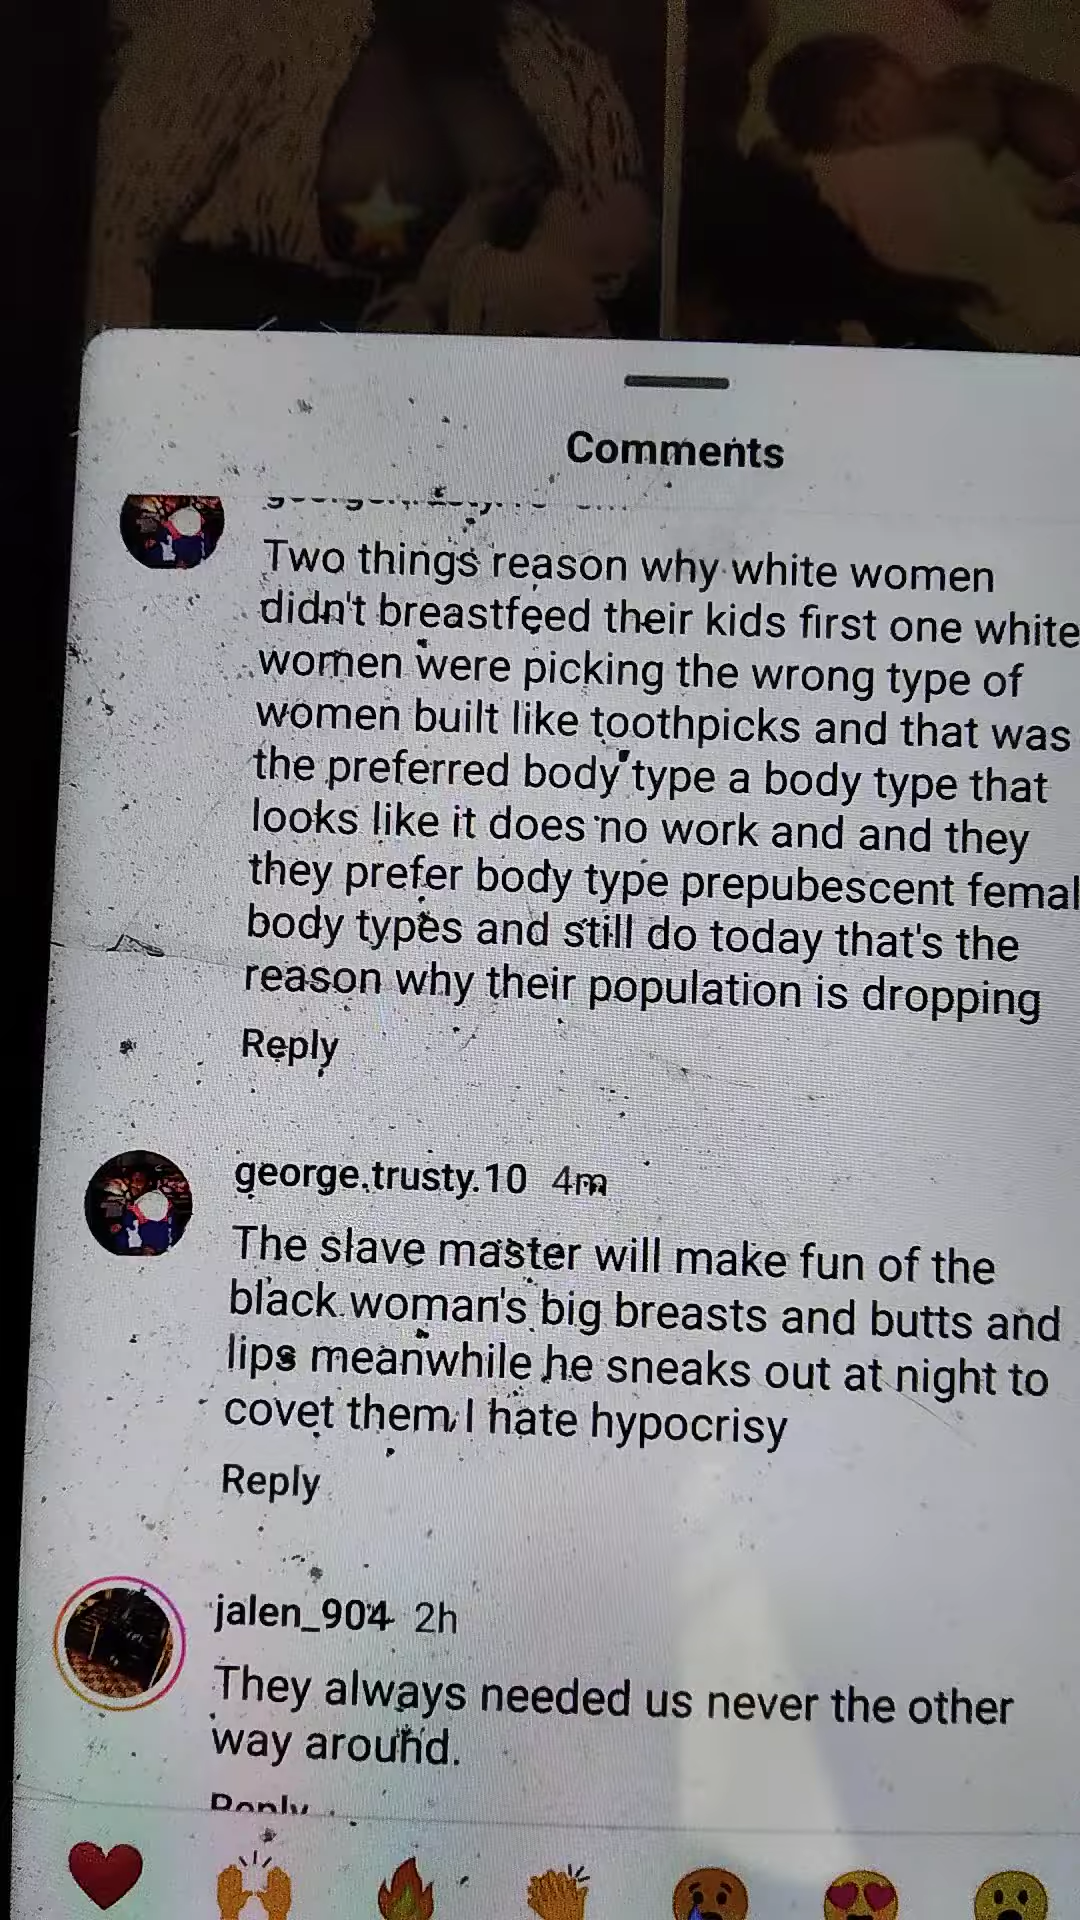 Comments
Two things reason why white women
didn't breastfeed their kids first one white
women were picking the wrong type of
women built like toothpicks and that was
the preferred body type a body type that
looks like it does no work and and they
they prefer body type prepubescent femal
body types and still do today that's the
reason why their population is dropping
Reply
george.trusty.10 4m
The slave master will make fun of the
black woman's big breasts and butts and
lips meanwhile he sneaks out at night to
covet them I hate hypocrisy
Reply
jalen_904 2h
They always needed us never the other
way around.
Reply